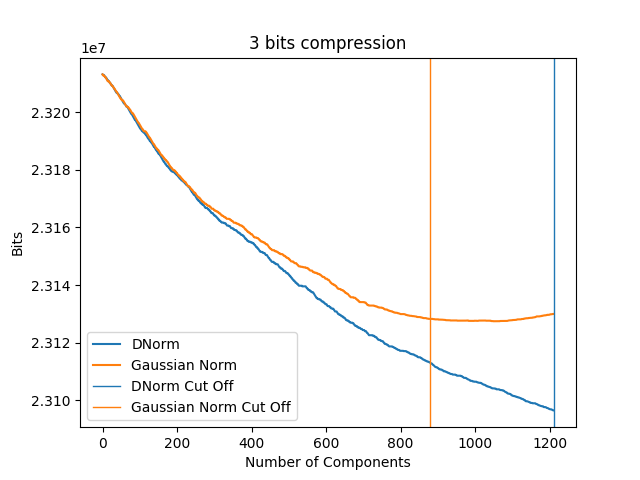 3 bits compression
1e7
2.320
2.318
2.316
2.314
2.312
2.310
Bits
DNorm
Gaussian Norm
DNorm Cut Off
Gaussian Norm Cut Off
0 200 400 600 800 1000 1200
Number of Components